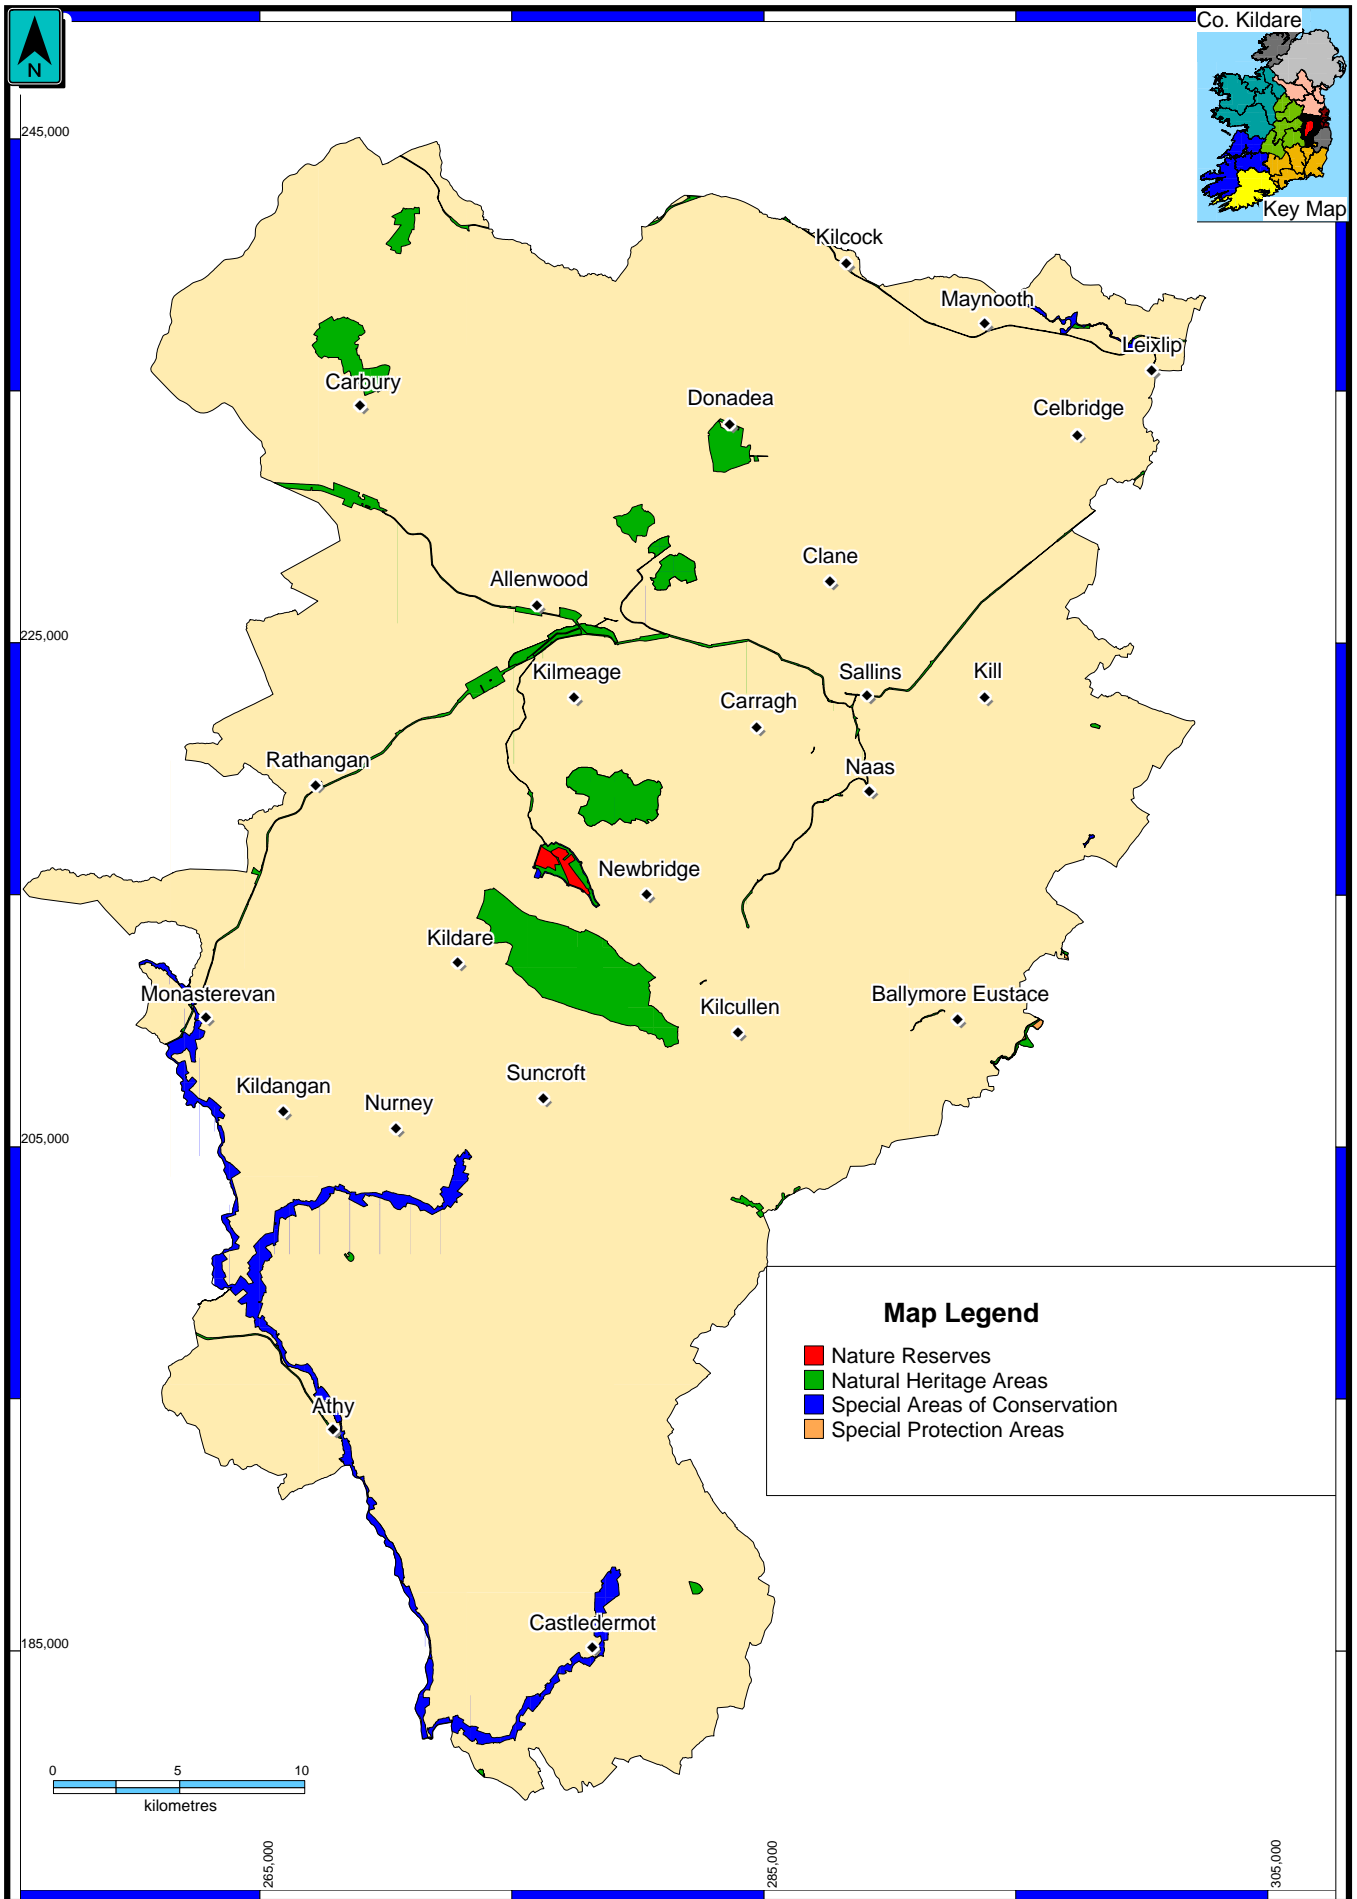 Co. Kildare
N
245,000
Key Map
Kilcock
Maynooth
Leixlip
Carbury
Donadea
Celbridge
Clane
Allenwood
225,000
Kilmeage
Sallins
Kill
Carragh
Rathangan
Naas
Newbridge
Kildare
Monasterevan
Kilcullen
Ballymore Eustace
Suncroft
Kildangan
Nurney
205,000
Map Legend
Nature Reserves
Natural Heritage Areas
Special Areas of Conservation
Special Protection Areas
Athy
Castledermot
185,000
0 5 10
kilometres
265,000
285,000
305,000